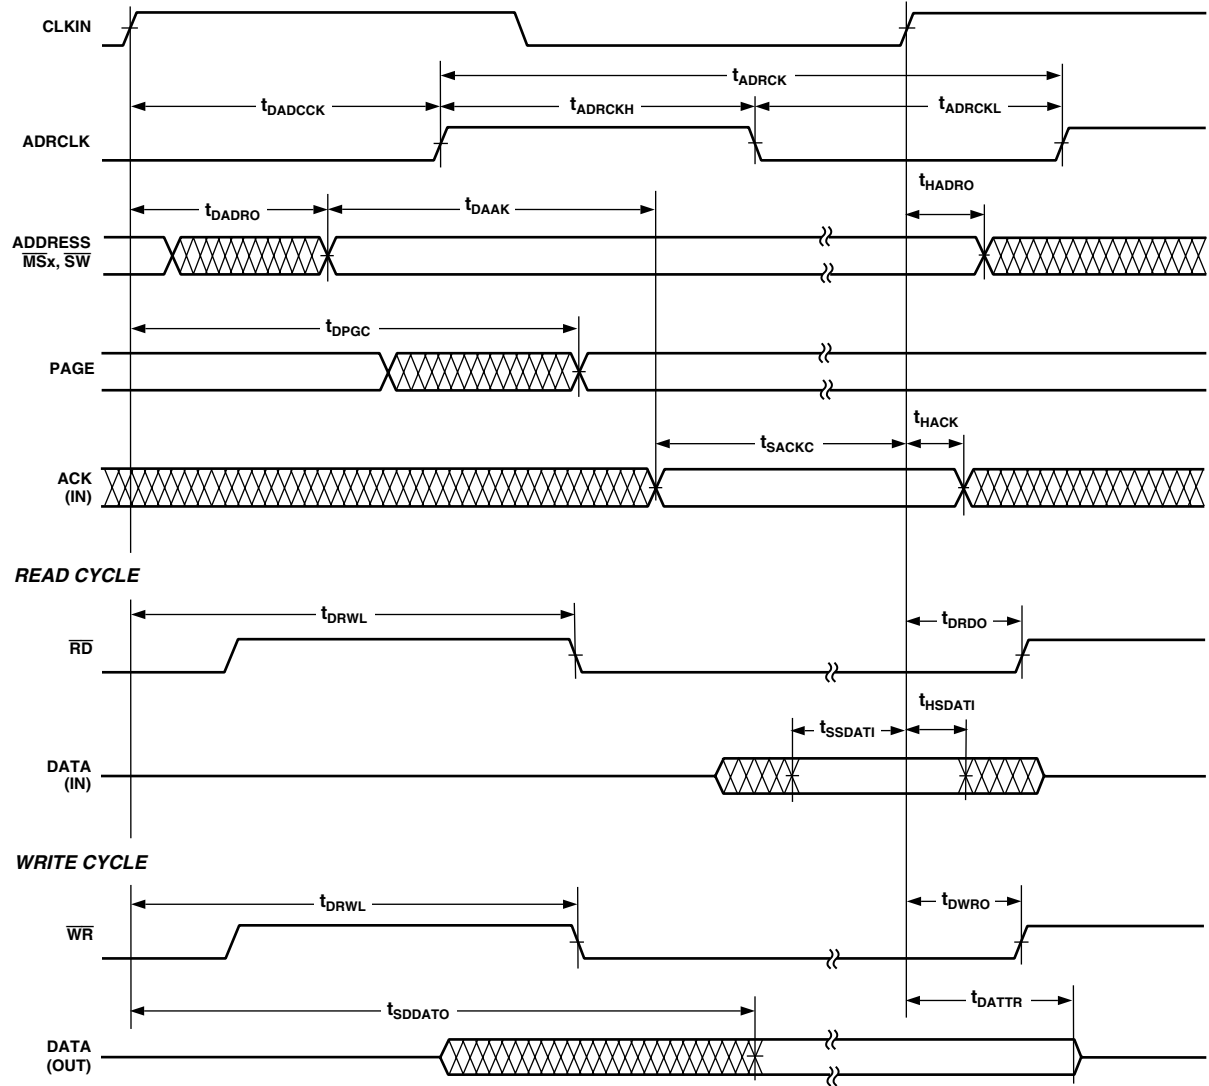 CLKIN
tADRCK
tDADCCK
tADRCKH
tADRCKL
ADRCLK
tHADRO
tDADRO
tDAAK
ADDRESS
MSx, SW
tDPGC
PAGE
tHACK
tSACKC
ACK
(IN)
READ CYCLE
tDRWL
tDRDO
RD
tHSDATI
tSSDATI
DATA
(IN)
WRITE CYCLE
tDRWL
tDWRO
WR
tDATTR
tSDDATO
DATA
(OUT)